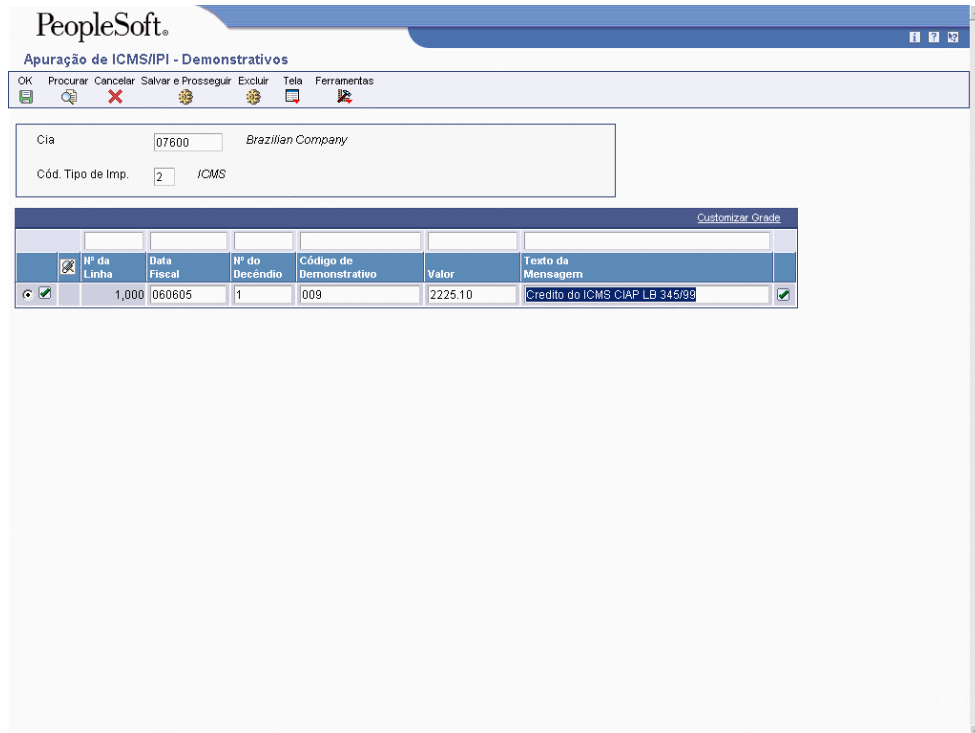 PeopleSoft.
Apuração de ICMS/IPI - Demonstrativos
OK Procurar Cancelar Salvar e Prosseguir Excluir Tela Ferramentas
Cia 07600 Brazilian Company
Cód. Tipo de Imp. 2 ICMS
Customizar Grade
Nº da Linha Data Fiscal Nº do Decêndio Código de Demonstrativo Valor Texto da Mensagem
1,000 060605 1 009 2225.10 Credito do ICMS CIAP LB 345/99